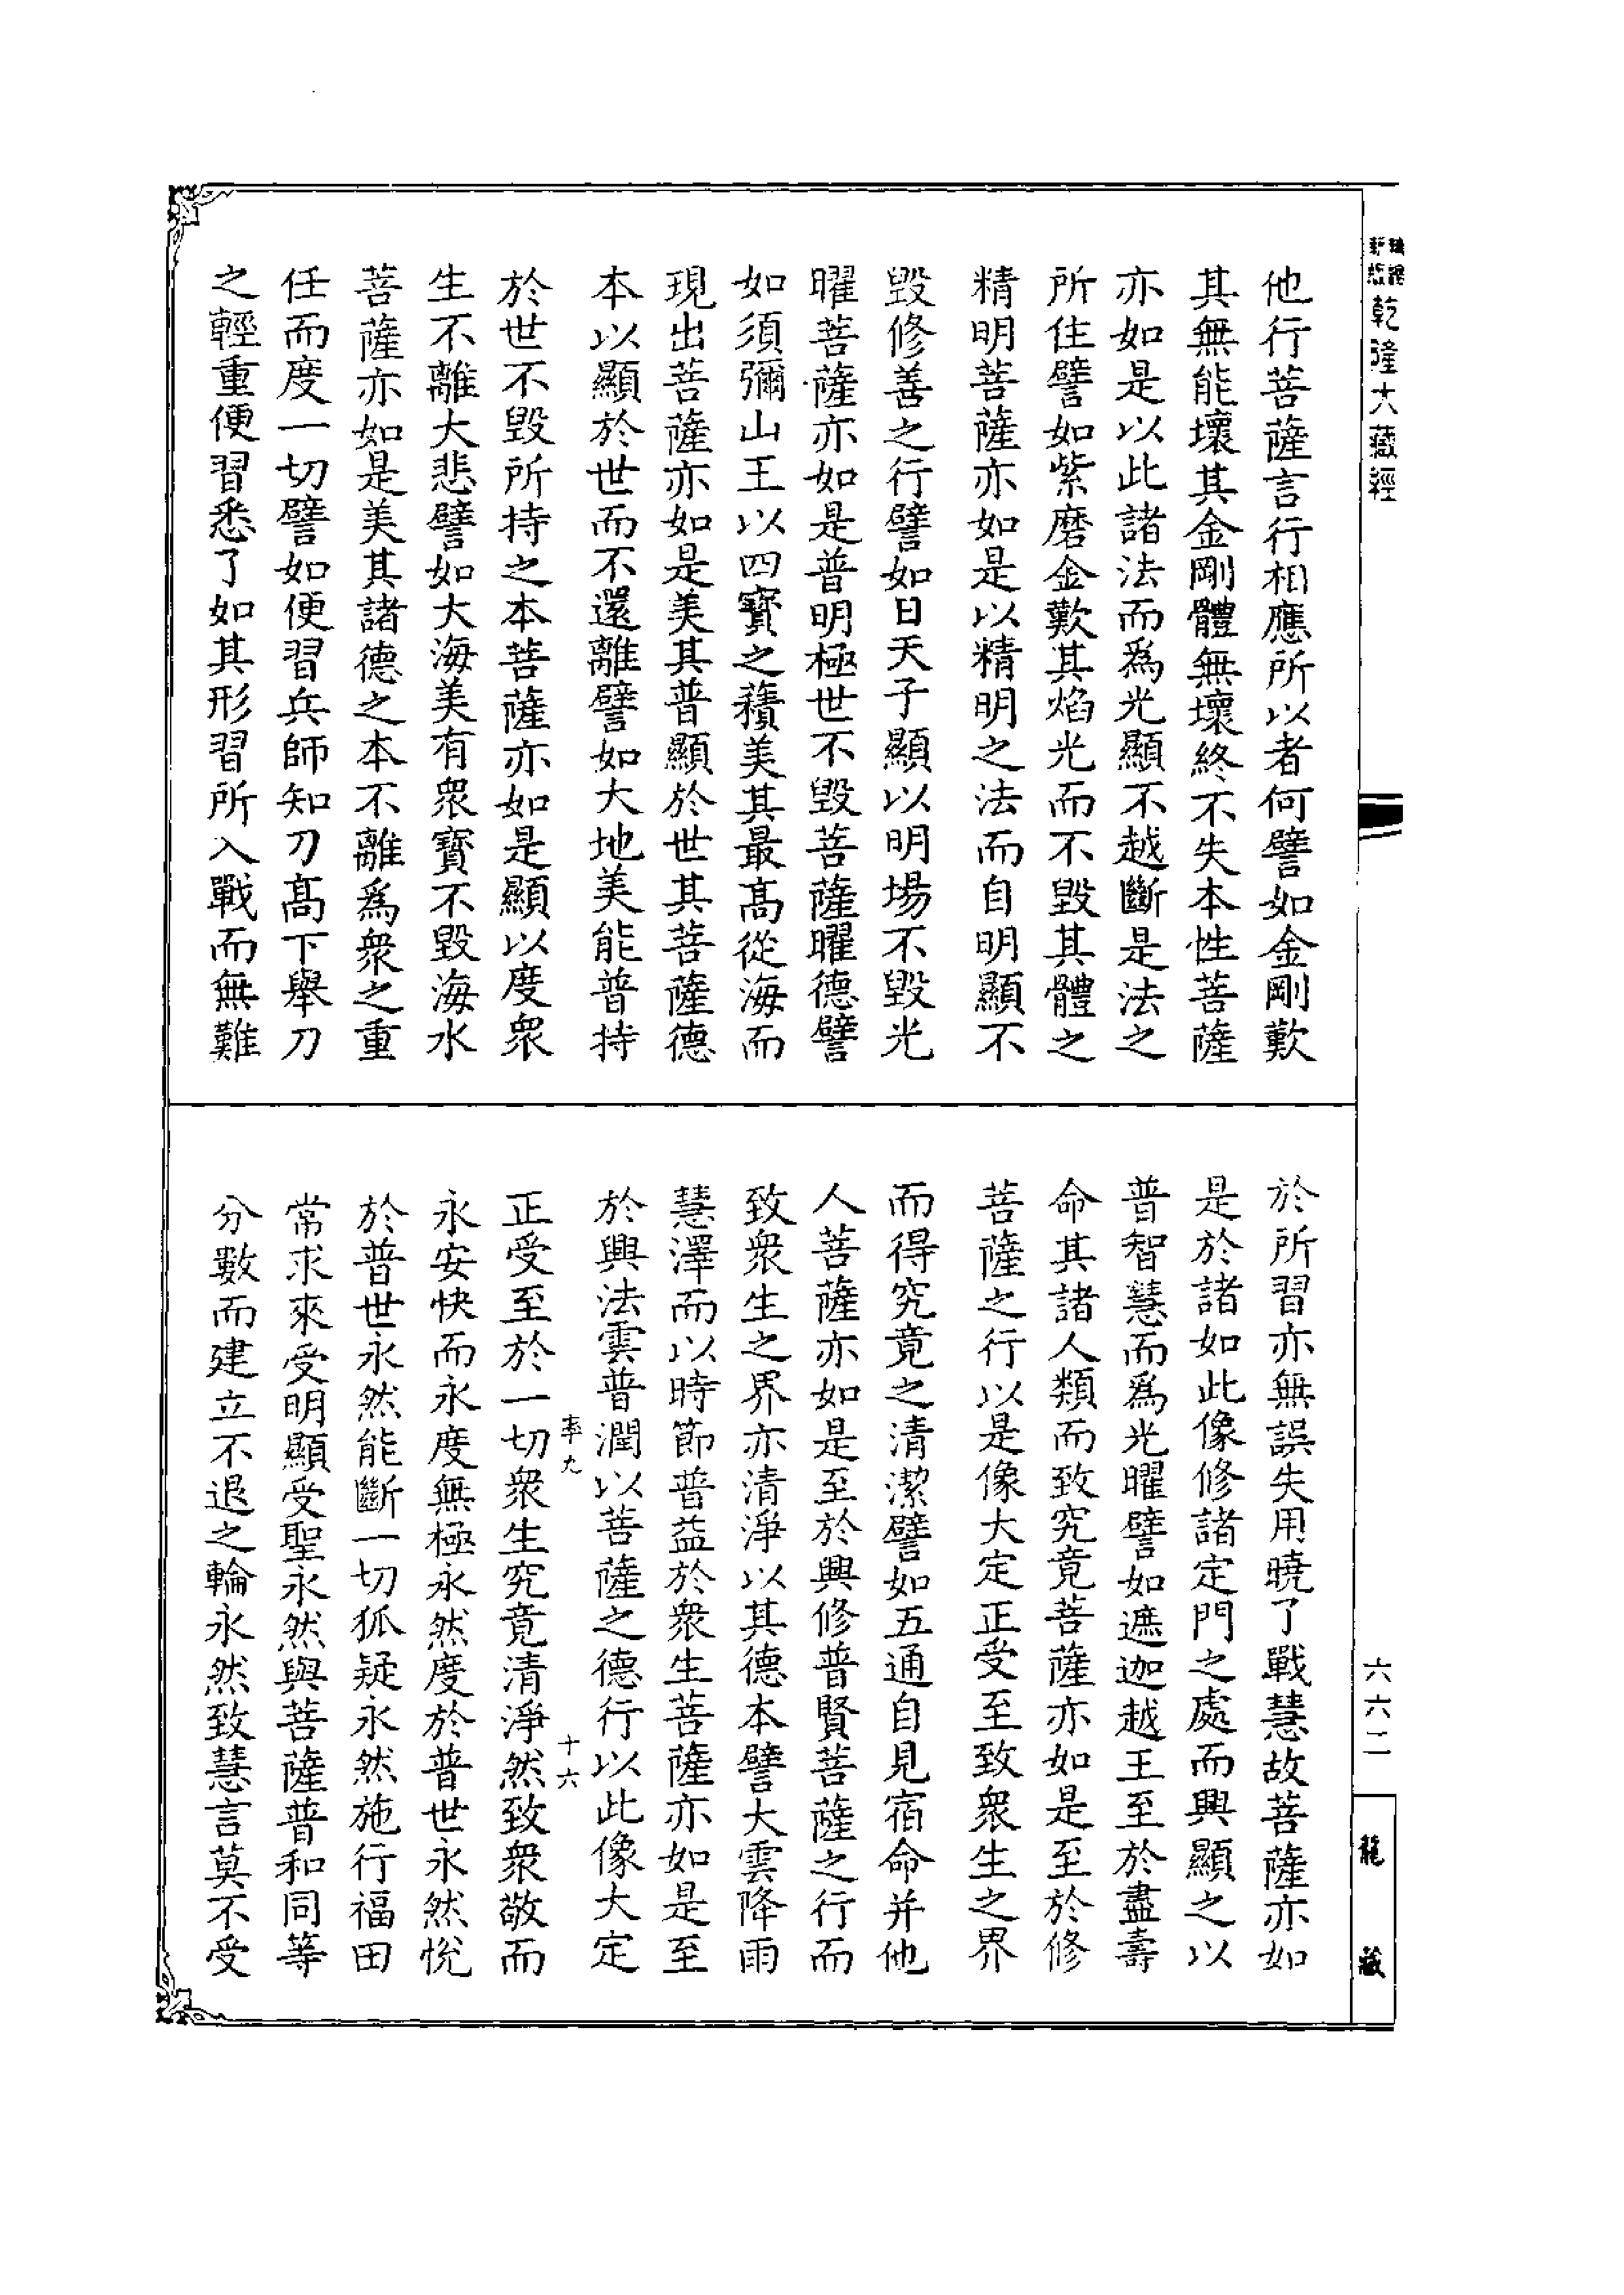 乾隆大藏經
他行菩薩言行相應所以者何譬如金剛歎
其無能壞其金剛體無壞終不失本性菩薩
亦如是以此諸法而爲光顯不越斷是法之
所住譬如紫磨金歎其焰光而不毀其體之
精明菩薩亦如是以精明之法而自明顯不
毀修善之行譬如日天子顯以明場不毀光
曜菩薩亦如是普明極世不毀菩薩曜德譬
如須彌山王以四寶之積美其最高從海而
現出菩薩亦如是美其普顯於世其菩薩德
本以顯於世而不還離譬如大地美能普持
於世不毀所持之本菩薩亦如是顯以度衆
生不離大悲譬如大海美有衆寶不毀海水
菩薩亦如是美其諸德之本不離爲衆之重
任而度一切譬如便習兵師知刀高下舉刀
之輕重便習悉了如其形習所入戰而無難
於所習亦無誤失用曉了戰慧故菩薩亦如
是於諸如此像修諸定門之處而興顯之以
普智慧而爲光曜譬如遮迦越王至於盡壽
命其諸人類而致究竟菩薩亦如是至於修
菩薩之行以是像大定正受至致衆生之界
而得究竟之清潔譬如五通自見宿命并他
人菩薩亦如是至於興修普賢菩薩之行而
致衆生之界亦清淨以其德本譬大雲降雨
慧澤而以時節普益於衆生菩薩亦如是至
於興法雲普潤以菩薩之德行以此像大定
率九
十六
正受至於一切衆生究竟清淨然致衆敬而
永安快而永度無極永然度於普世永然悅
於普世永然能斷一切狐疑永然施行福田
常求來受明顯受聖永然與菩薩普和同等
分數而建立不退之輪永然致慧言莫不受
六六二
龍藏